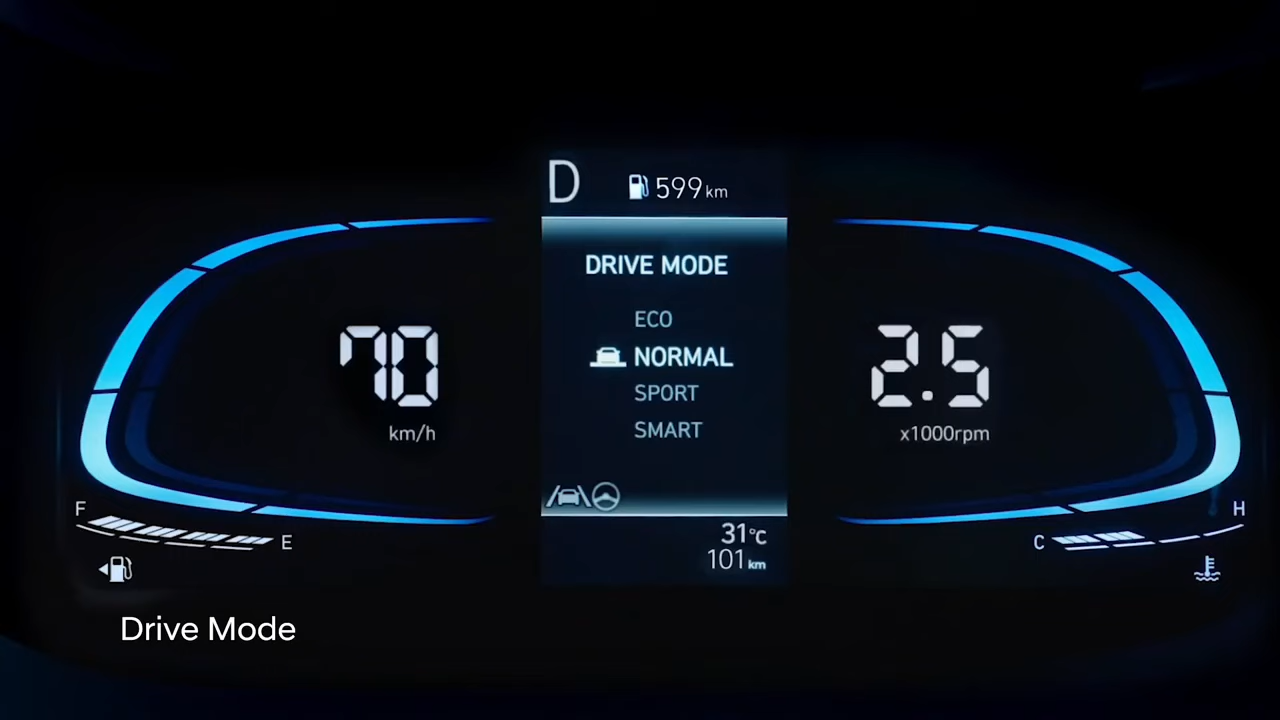 D
599 km
DRIVE MODE
ECO
NORMAL
SPORT
SMART
70
km/h
2.5
x1000rpm
F
E
C
H
31°C
101 km
Drive Mode